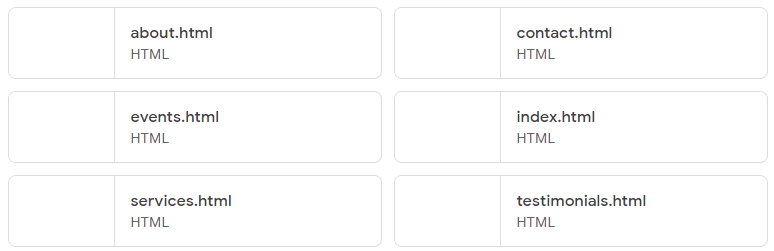 about.html
HTML
contact.html
HTML
events.html
HTML
index.html
HTML
services.html
HTML
testimonials.html
HTML